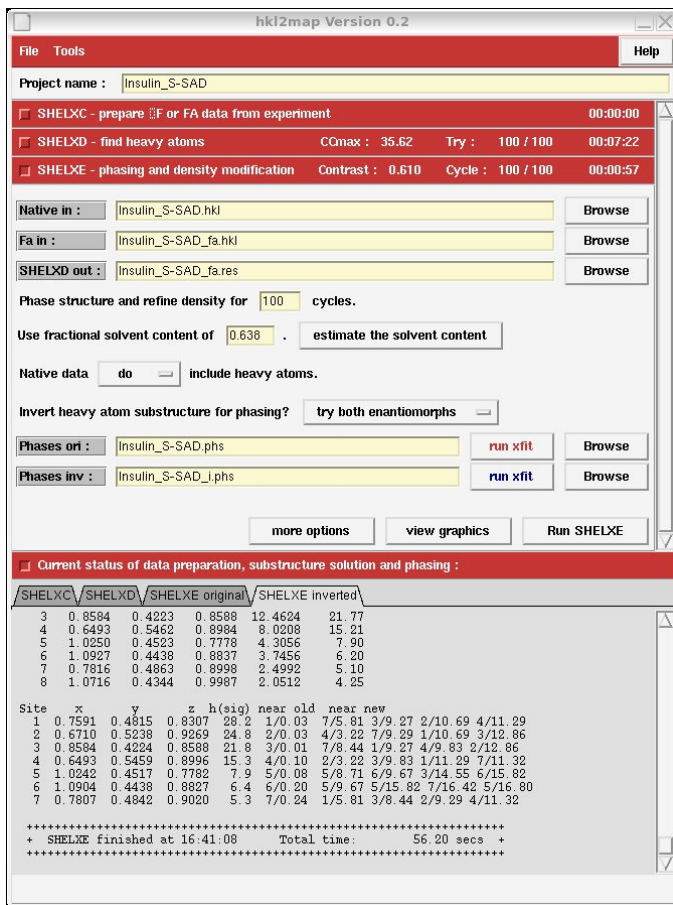 hkl2map Version 0.2
File Tools Help
Project name : Insulin_S-SAD
SHELXC - prepare F or FA data from experiment 00:00:00
SHELXD - find heavy atoms CCmax : 35.62 Try : 100 / 100 00:07:22
SHELXE - phasing and density modification Contrast : 0.610 Cycle : 100 / 100 00:00:57
Native in : Insulin_S-SAD.hkl Browse
Fa in : Insulin_S-SAD_fa.hkl Browse
SHELXD out : Insulin_S-SAD_fa.res Browse
Phase structure and refine density for 100 cycles.
Use fractional solvent content of 0.638 . estimate the solvent content
Native data do include heavy atoms.
Invert heavy atom substructure for phasing? try both enantiomorphs
Phases ori : Insulin_S-SAD.phs run xfit Browse
Phases inv : Insulin_S-SAD_i.phs run xfit Browse
more options view graphics Run SHELXE
Current status of data preparation, substructure solution and phasing :
SHELXC SHELXD SHELXE original SHELXE inverted
3 0.8584 0.4223 0.8588 12.4624 21.77
4 0.6493 0.5462 0.8984 8.0208 15.21
5 1.0250 0.4523 0.7778 4.3056 7.90
6 1.0927 0.4438 0.8837 3.7456 6.20
7 0.7816 0.4863 0.8998 2.4992 5.10
8 1.0716 0.4344 0.9987 2.0512 4.25
Site x y z h(sig) near old near new
1 0.7591 0.4815 0.8307 28.2 1/0.03 7/5.81 3/9.27 2/10.69 4/11.29
2 0.6710 0.5238 0.9269 24.8 2/0.03 4/3.22 7/9.29 1/10.69 3/12.86
3 0.8584 0.4224 0.8588 21.8 3/0.01 7/8.44 1/9.27 4/9.83 2/12.86
4 0.6493 0.5459 0.8996 15.3 4/0.10 2/3.22 3/9.83 1/11.29 7/11.32
5 1.0242 0.4517 0.7782 7.9 5/0.08 5/8.71 6/9.67 3/14.55 6/15.82
6 1.0904 0.4438 0.8827 6.4 6/0.20 5/9.67 5/15.82 7/16.42 5/16.80
7 0.7807 0.4842 0.9020 5.3 7/0.24 1/5.81 3/8.44 2/9.29 4/11.32
++++++++++++++++++++++++++++++++++++++++++++++++++++++++
+ SHELXE finished at 16:41:08 Total time: 56.20 secs +
++++++++++++++++++++++++++++++++++++++++++++++++++++++++